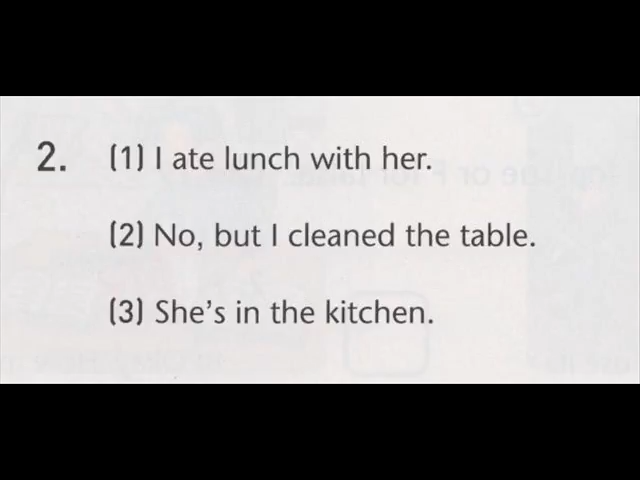 2. (1) I ate lunch with her.
(2) No, but I cleaned the table.
(3) She's in the kitchen.